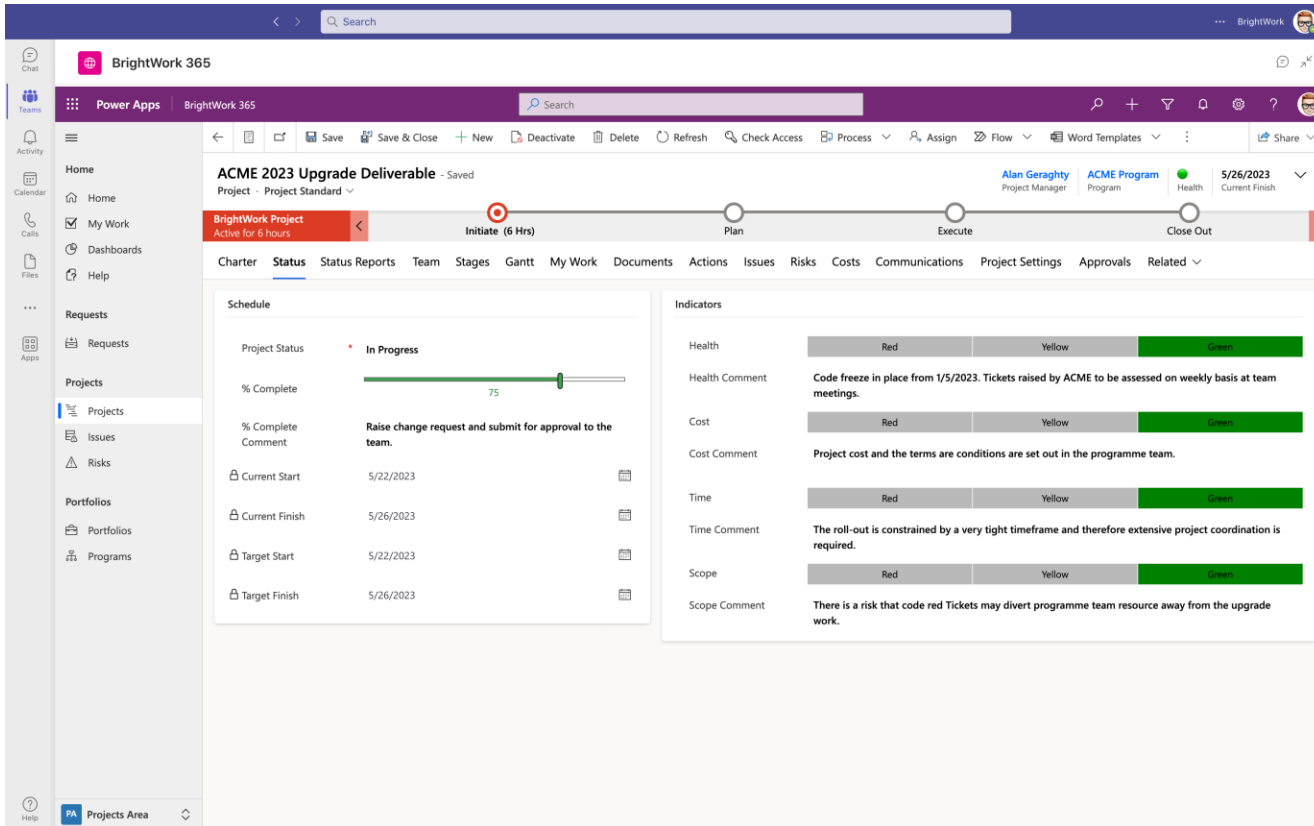 Search
BrightWork
Chat
BrightWork 365
Teams
Power Apps BrightWork 365 Search
Activity
Calendar
Calls
Files
Apps
Help
Save Save & Close New Deactivate Delete Refresh Check Access Process Assign Flow Word Templates Share
Home
Home
My Work
Dashboards
Help
Requests
Requests
Projects
Projects
Issues
Risks
Portfolios
Portfolios
Programs
PA Projects Area
ACME 2023 Upgrade Deliverable - Saved
Project · Project Standard
Alan Geraghty
Project Manager
ACME Program
Program
Health
5/26/2023
Current Finish
BrightWork Project
Active for 6 hours
Initiate (6 Hrs) Plan Execute Close Out
Charter Status Status Reports Team Stages Gantt My Work Documents Actions Issues Risks Costs Communications Project Settings Approvals Related
Schedule
Project Status * In Progress
% Complete
75
% Complete
Comment
Raise change request and submit for approval to the
team.
Current Start 5/22/2023
Current Finish 5/26/2023
Target Start 5/22/2023
Target Finish 5/26/2023
Indicators
Health Red Yellow Green
Health Comment Code freeze in place from 1/5/2023. Tickets raised by ACME to be assessed on weekly basis at team
meetings.
Cost Red Yellow Green
Cost Comment Project cost and the terms are conditions are set out in the programme team.
Time Red Yellow Green
Time Comment The roll-out is constrained by a very tight timeframe and therefore extensive project coordination is
required.
Scope Red Yellow Green
Scope Comment There is a risk that code red Tickets may divert programme team resource away from the upgrade
work.